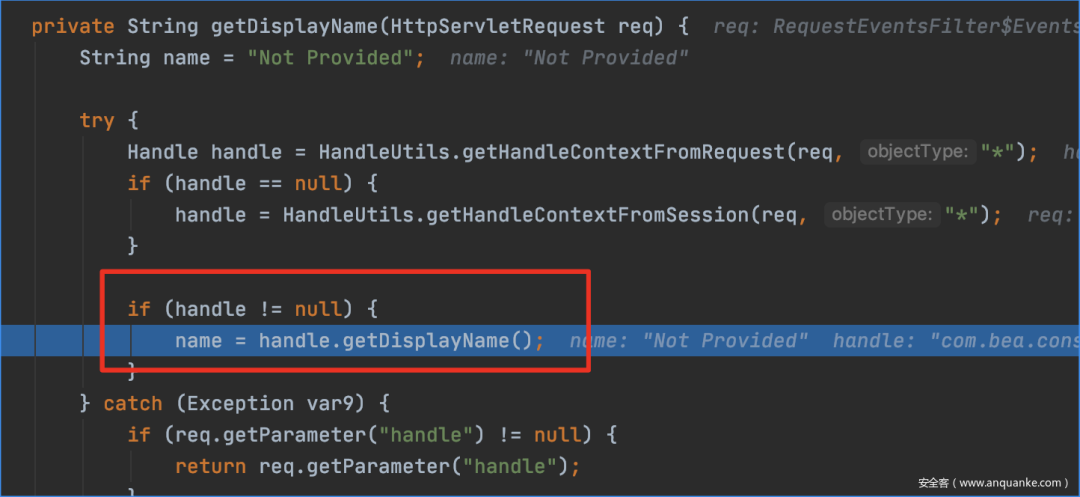 private String getDisplayName(HttpServletRequest req) {  req: RequestEventsFilter$Events
String name = "Not Provided";  name: "Not Provided"
try {
Handle handle = HandleUtils.getHandleContextFromRequest(req, objectType: "*");
if (handle == null) {
handle = HandleUtils.getHandleContextFromSession(req, objectType: "*");  req:
}
if (handle != null) {
name = handle.getDisplayName();  name: "Not Provided"  handle: "com.bea.cons
}
} catch (Exception var9) {
if (req.getParameter("handle") != null) {
return req.getParameter("handle");
}
安全客（www.anquanke.com）